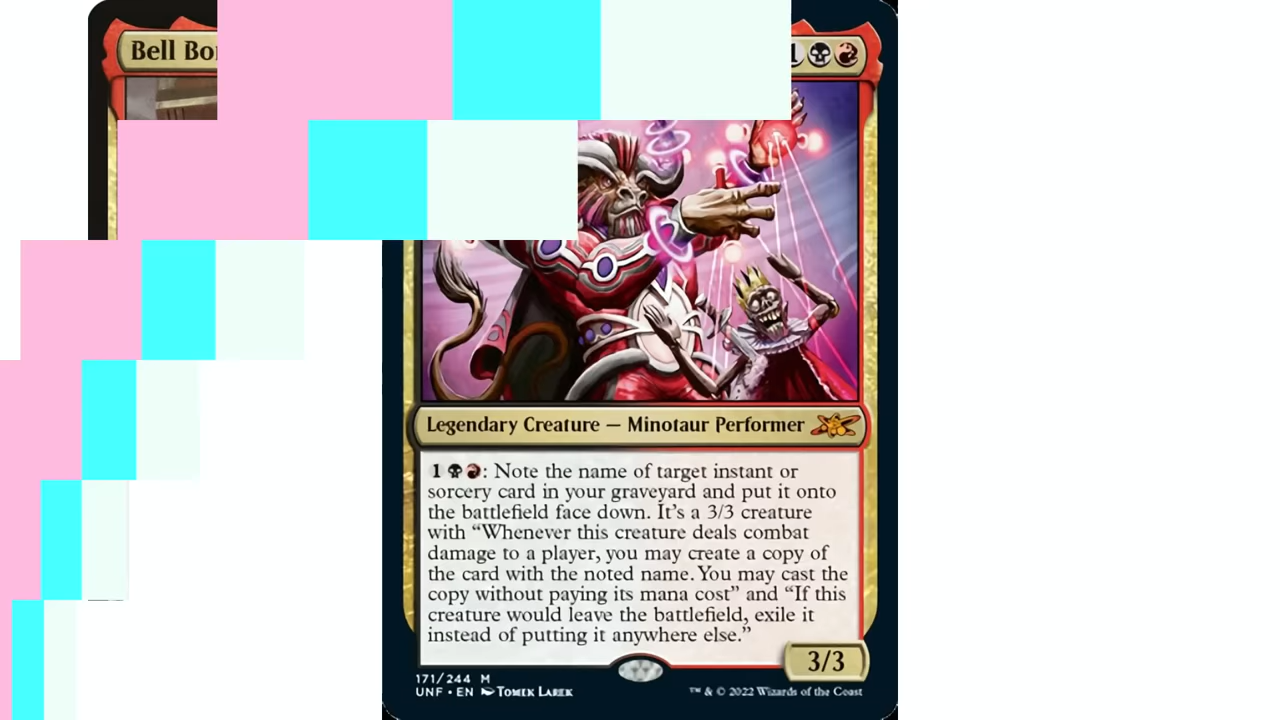 Bell Bo
1
Legendary Creature — Minotaur Performer
1 : Note the name of target instant or
sorcery card in your graveyard and put it onto
the battlefield face down. It's a 3/3 creature
with “Whenever this creature deals combat
damage to a player, you may create a copy of
the card with the noted name. You may cast the
copy without paying its mana cost” and “If this
creature would leave the battlefield, exile it
instead of putting it anywhere else.”
3/3
171/244 M
UNF • EN Tomek Larek
™ & © 2022 Wizards of the Coast